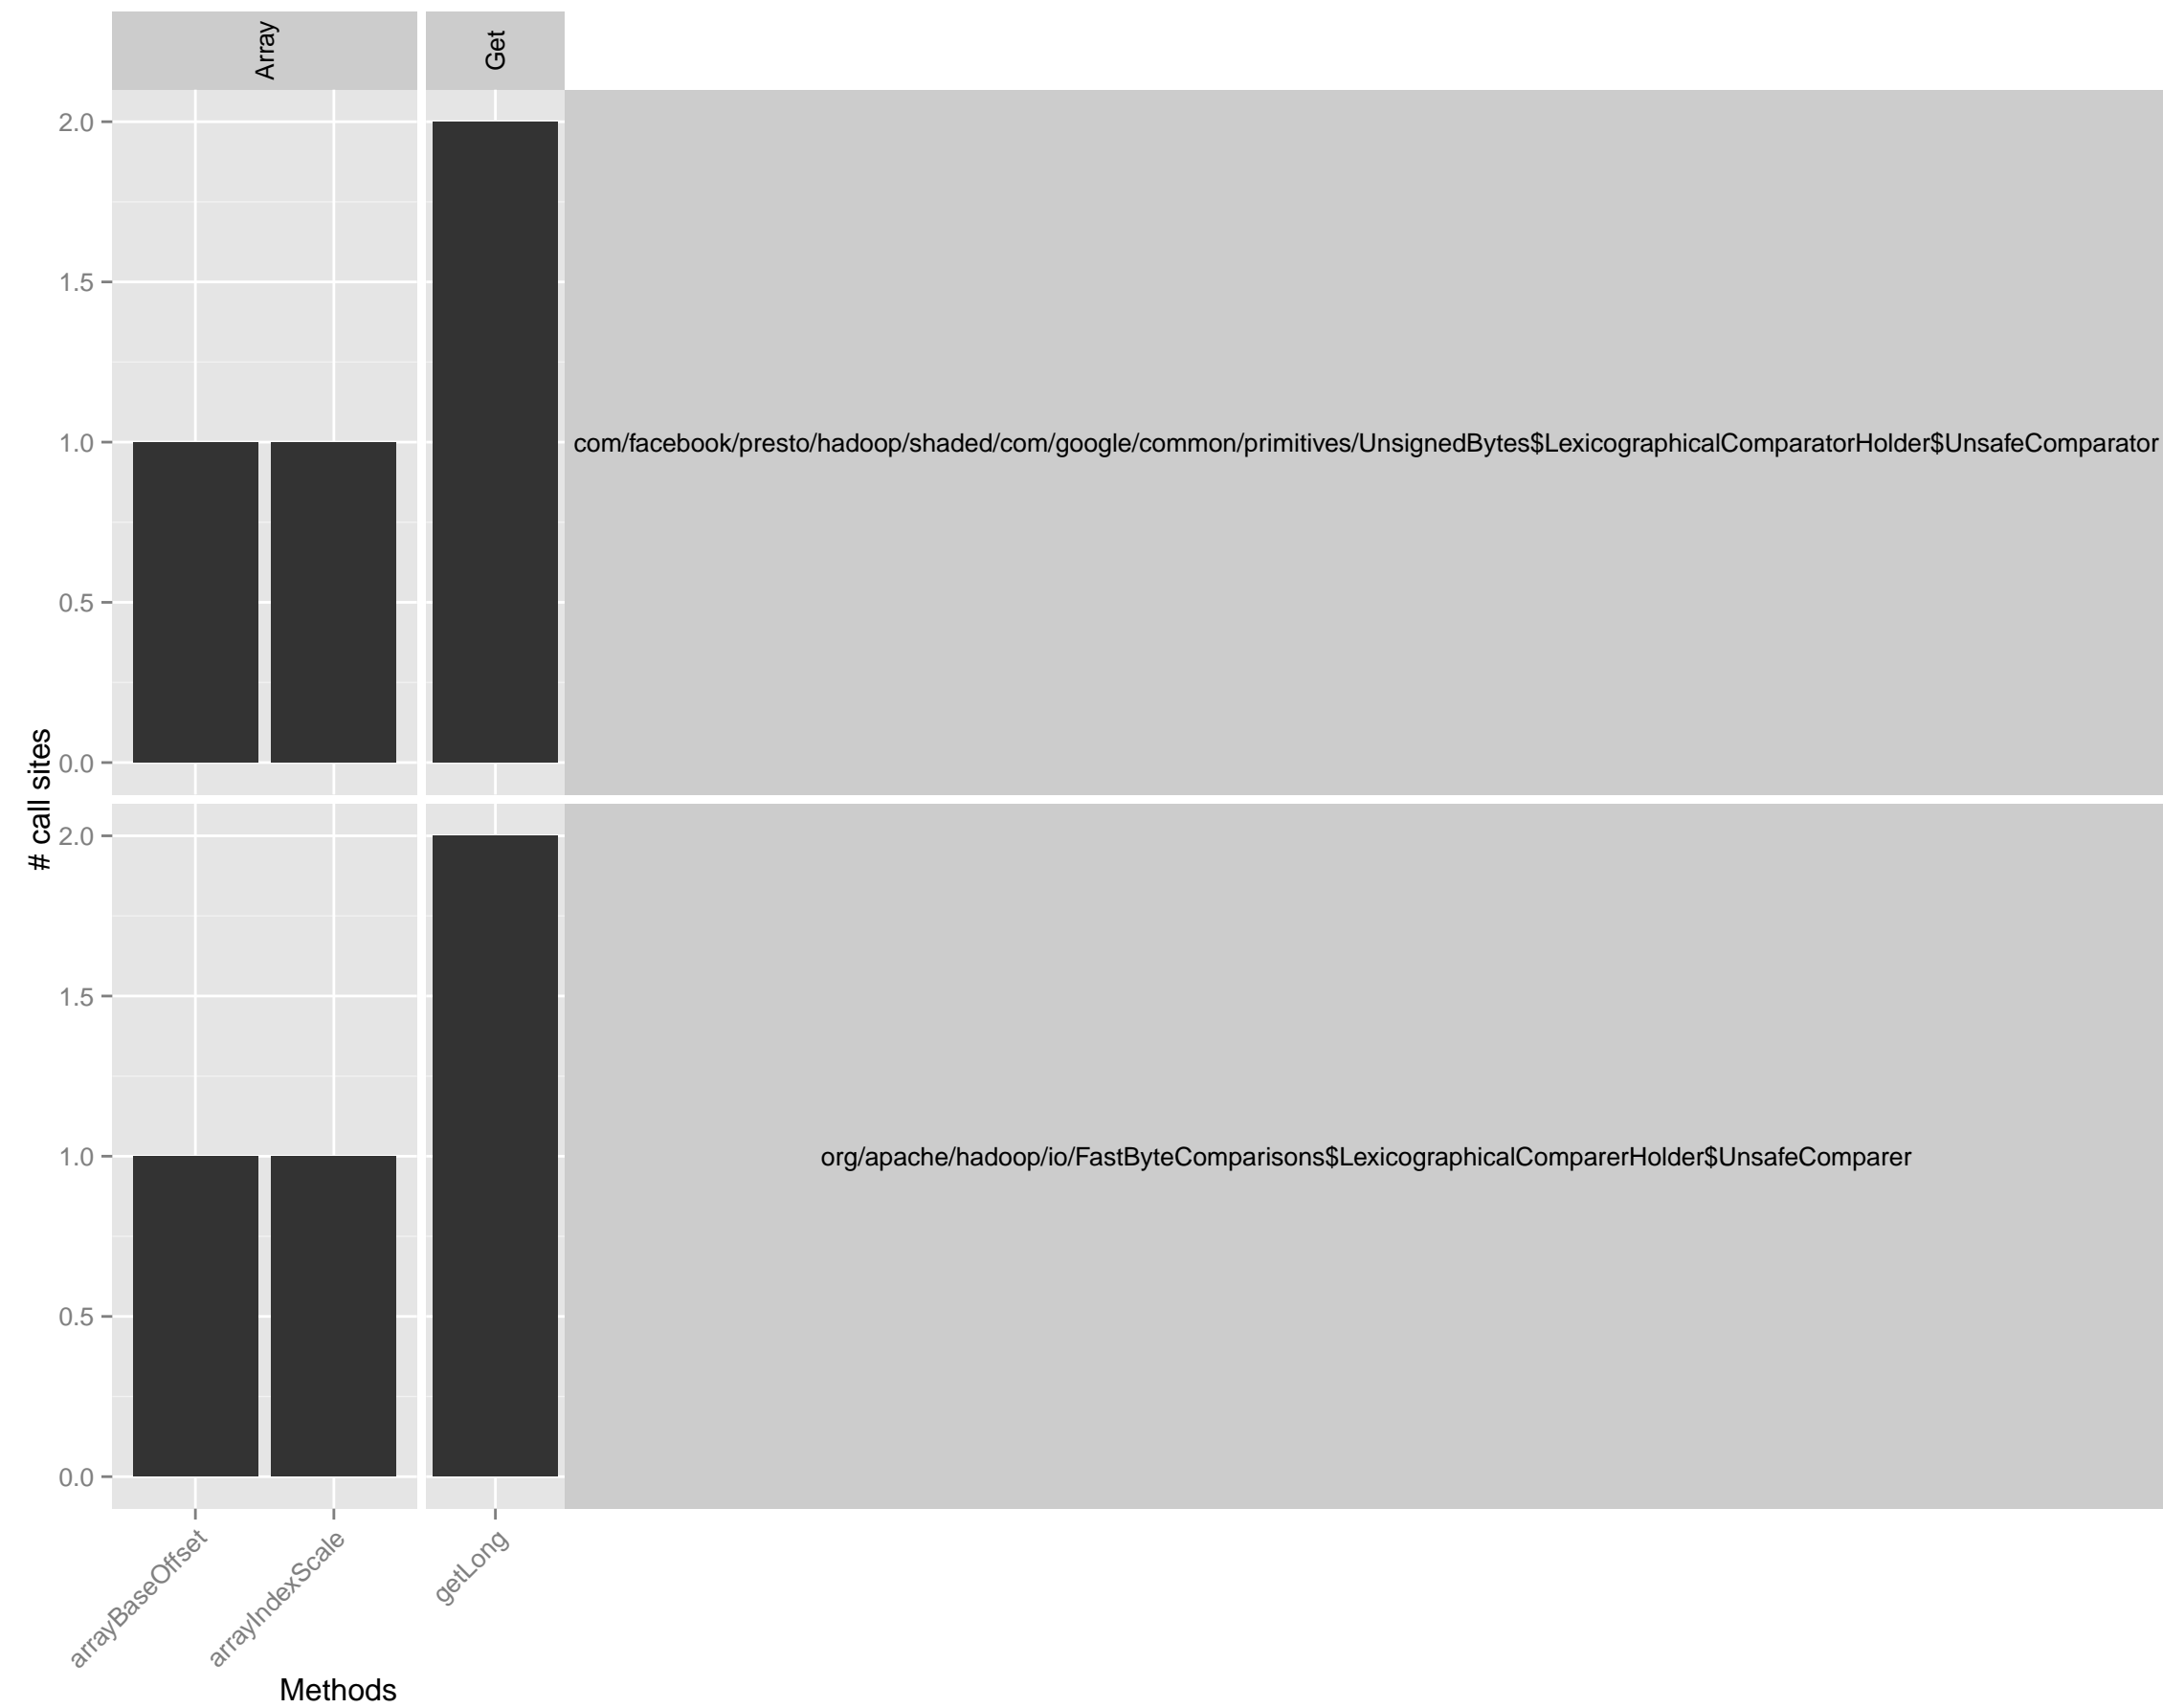 Array
Get
2.0
1.5
1.0
0.5
0.0
com/facebook/presto/hadoop/shaded/com/google/common/primitives/UnsignedBytes$LexicographicalComparatorHolder$UnsafeComparator
# call sites
2.0
1.5
1.0
0.5
0.0
org/apache/hadoop/io/FastByteComparisons$LexicographicalComparerHolder$UnsafeComparer
arrayBaseOffset
arrayIndexScale
getLong
Methods